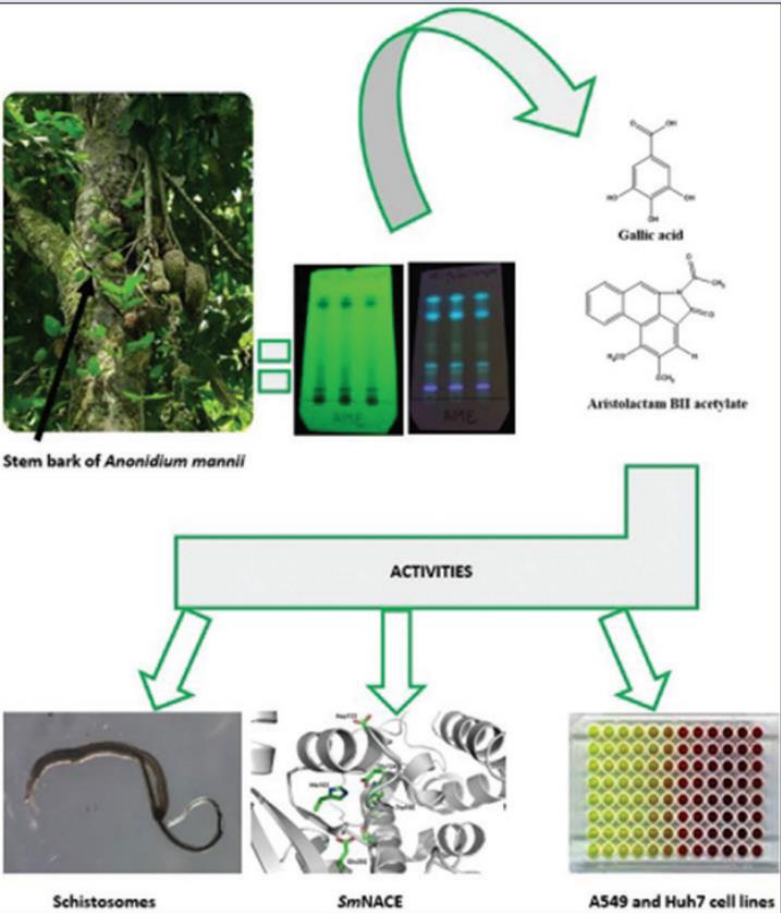 Gallic acid
Aristolactam BII acetylate
AME
AME
Stem bark of Anonidium mannii
ACTIVITIES
Schistosomes
SmNACE
A549 and Huh7 cell lines